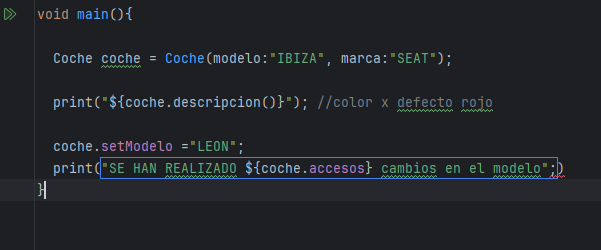 void main(){
Coche coche = Coche(modelo:"IBIZA", marca:"SEAT");
print("${coche.descripcion()}"); //color x defecto rojo
coche.setModelo ="LEON";
print("SE HAN REALIZADO ${coche.accesos} cambios en el modelo";)
}